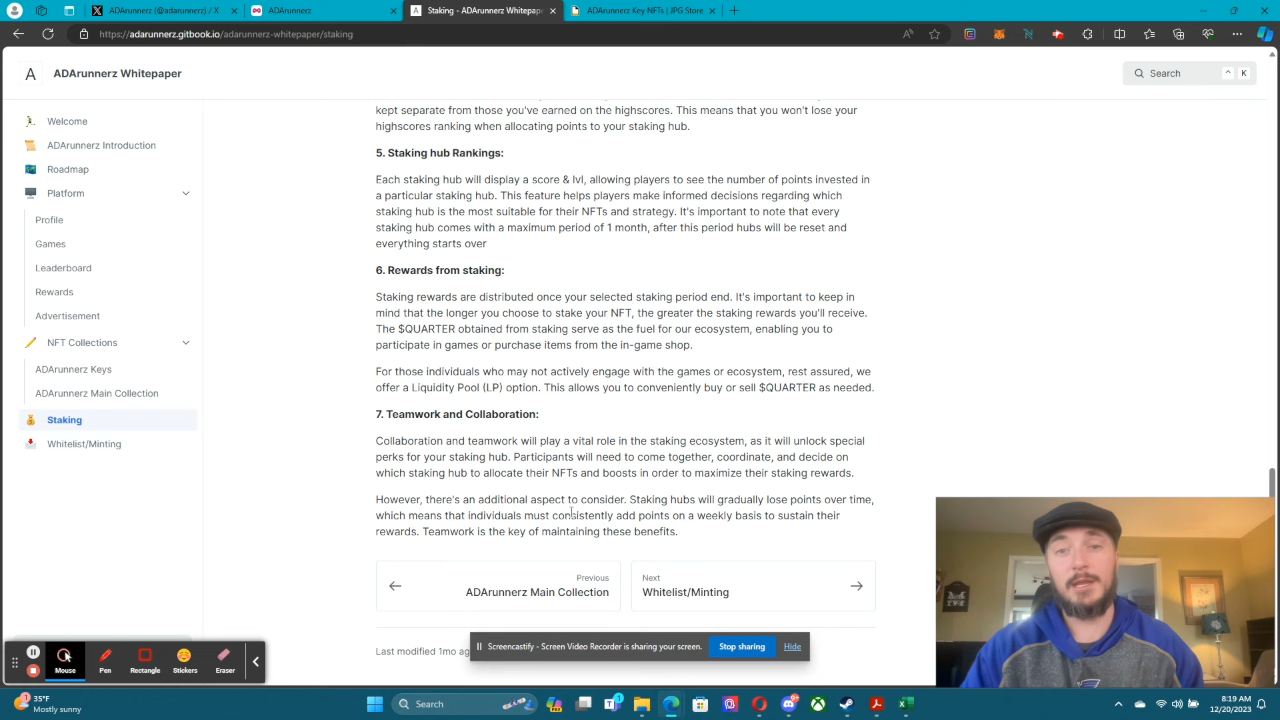 ADArunnerz (@adarunnerz) / X
ADArunnerz
Staking - ADArunnerz Whitepape
ADArunnerz Key NFTs | JPG Store
https://adarunnerz.gitbook.io/adarunnerz-whitepaper/staking
A
ADArunnerz Whitepaper
Search
^ K
Welcome
ADArunnerz Introduction
Roadmap
Platform
Profile
Games
Leaderboard
Rewards
Advertisement
NFT Collections
ADArunnerz Keys
ADArunnerz Main Collection
Staking
Whitelist/Minting
kept separate from those you've earned on the highscores. This means that you won't lose your
highscores ranking when allocating points to your staking hub.
5. Staking hub Rankings:
Each staking hub will display a score & lvl, allowing players to see the number of points invested in
a particular staking hub. This feature helps players make informed decisions regarding which
staking hub is the most suitable for their NFTs and strategy. It's important to note that every
staking hub comes with a maximum period of 1 month, after this period hubs will be reset and
everything starts over
6. Rewards from staking:
Staking rewards are distributed once your selected staking period end. It's important to keep in
mind that the longer you choose to stake your NFT, the greater the staking rewards you'll receive.
The $QUARTER obtained from staking serve as the fuel for our ecosystem, enabling you to
participate in games or purchase items from the in-game shop.
For those individuals who may not actively engage with the games or ecosystem, rest assured, we
offer a Liquidity Pool (LP) option. This allows you to conveniently buy or sell $QUARTER as needed.
7. Teamwork and Collaboration:
Collaboration and teamwork will play a vital role in the staking ecosystem, as it will unlock special
perks for your staking hub. Participants will need to come together, coordinate, and decide on
which staking hub to allocate their NFTs and boosts in order to maximize their staking rewards.
However, there's an additional aspect to consider. Staking hubs will gradually lose points over time,
which means that individuals must consistently add points on a weekly basis to sustain their
rewards. Teamwork is the key of maintaining these benefits.
Previous
ADArunnerz Main Collection
Next
Whitelist/Minting
Last modified 1mo ag
Screencastify - Screen Video Recorder is sharing your screen.
Stop sharing
Hide
Mouse
Pen
Rectangle
Stickers
Eraser
35°F
Mostly sunny
Search
8:19 AM
12/20/2023